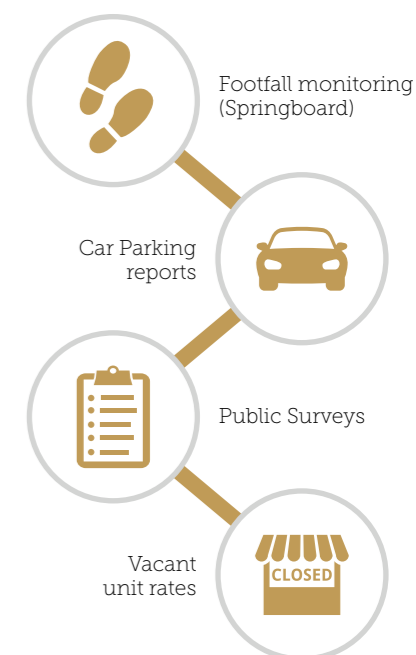 Footfall monitoring
(Springboard)
Car Parking
reports
Public Surveys
Vacant
unit rates
CLOSED